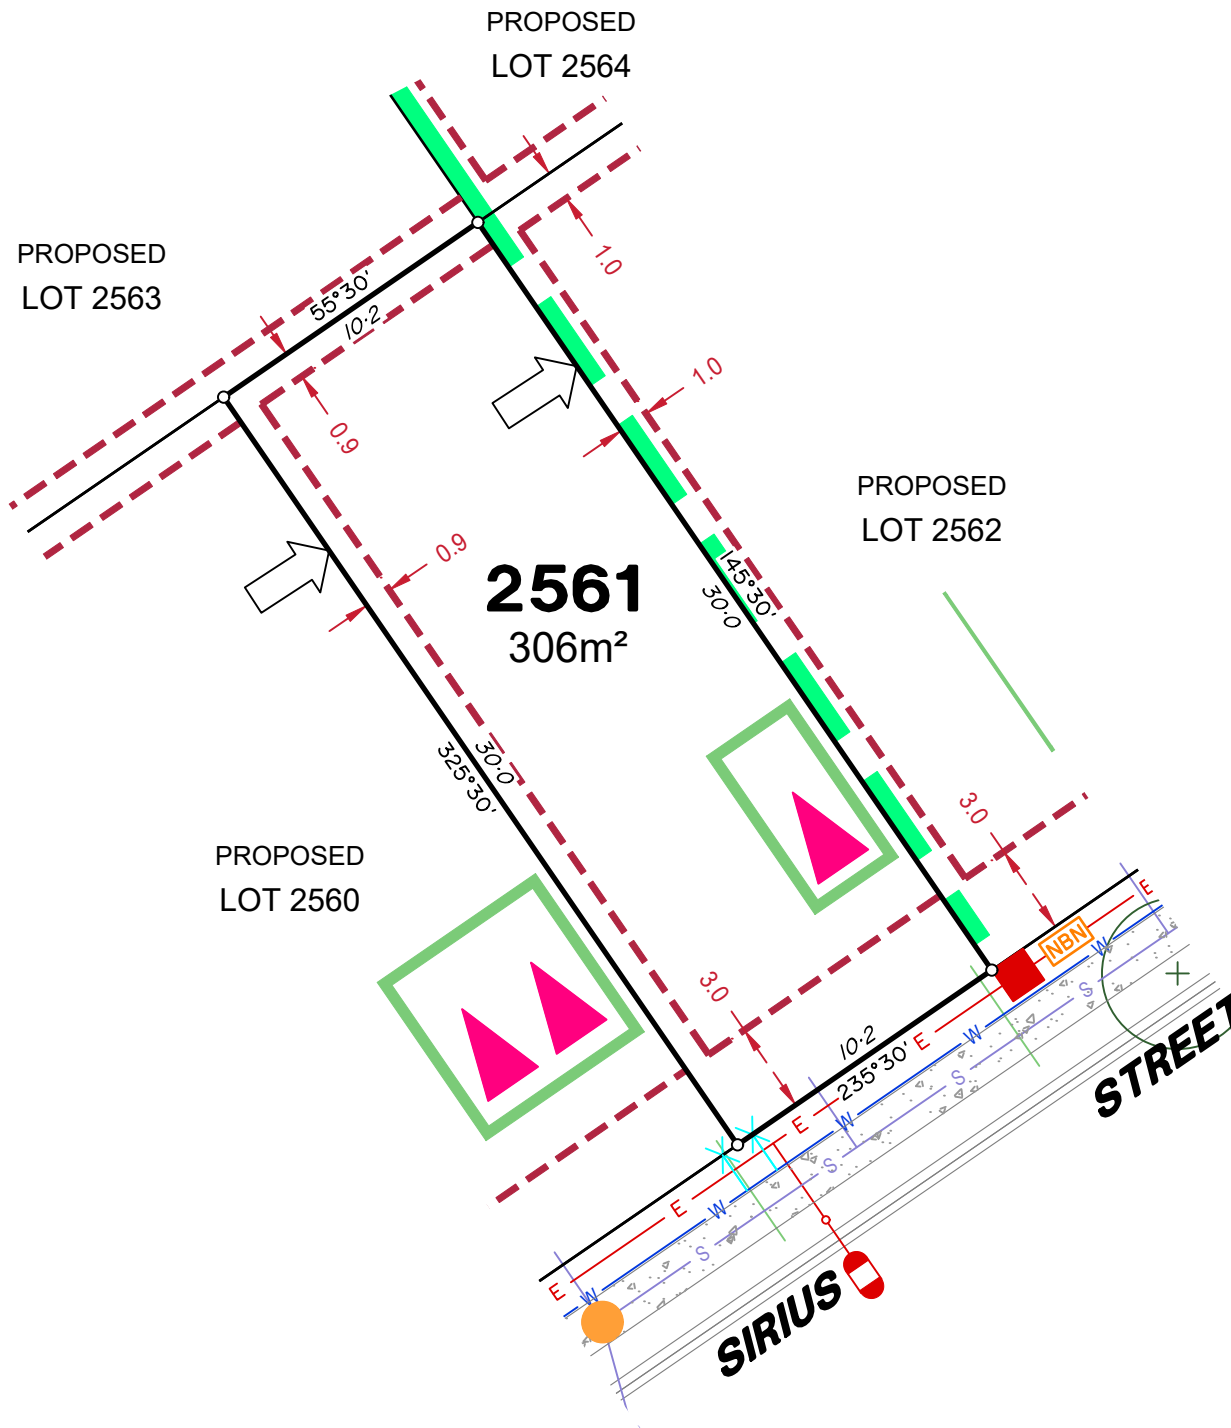 PROPOSED
LOT 2564
PROPOSED
LOT 2563
55°30'
10·2
1.0
1.0
0.9
0.9
PROPOSED
LOT 2562
2561
306m²
145°30'
30·0
30·0
325°30'
3.0
PROPOSED
LOT 2560
3.0
E
NBN
W
S
10·2
235°30'
E
W
S
E
W
S
E
W
S
E
W
SIRIUS STREET